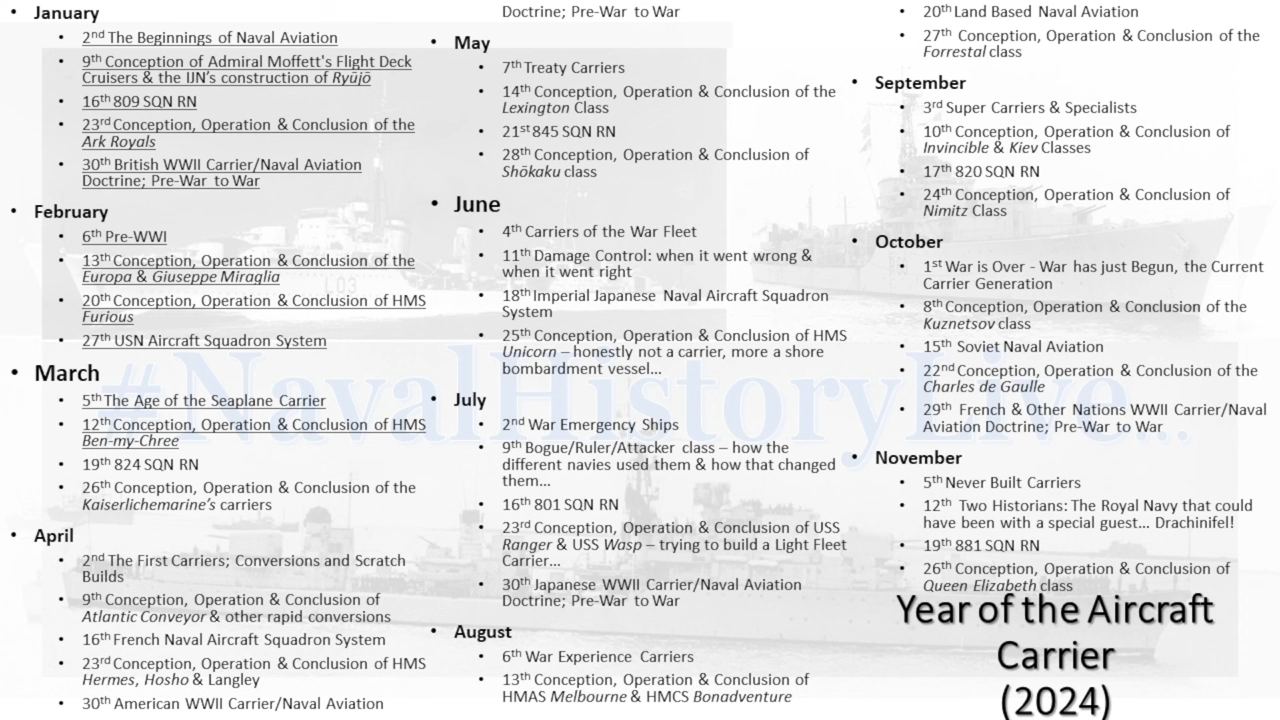 • January
• 2nd The Beginnings of Naval Aviation
• 9th Conception of Admiral Moffett's Flight Deck
Cruisers & the IJN's construction of Ryūjō
• 16th 809 SQN RN
• 23rd Conception, Operation & Conclusion of the
Ark Royals
• 30th British WWII Carrier/Naval Aviation
Doctrine; Pre-War to War
• February
• 6th Pre-WWI
• 13th Conception, Operation & Conclusion of the
Europa & Giuseppe Miraglia
• 20th Conception, Operation & Conclusion of HMS
Furious
• 27th USN Aircraft Squadron System
• March
• 5th The Age of the Seaplane Carrier
• 12th Conception, Operation & Conclusion of HMS
Ben-my-Chree
• 19th 824 SQN RN
• 26th Conception, Operation & Conclusion of the
Kaiserlichemarine's carriers
• April
• 2nd The First Carriers; Conversions and Scratch
Builds
• 9th Conception, Operation & Conclusion of
Atlantic Conveyor & other rapid conversions
• 16th French Naval Aircraft Squadron System
• 23rd Conception, Operation & Conclusion of HMS
Hermes, Hosho & Langley
• 30th American WWII Carrier/Naval Aviation
Doctrine; Pre-War to War
• May
• 7th Treaty Carriers
• 14th Conception, Operation & Conclusion of the
Lexington Class
• 21st 845 SQN RN
• 28th Conception, Operation & Conclusion of
Shōkaku class
• June
• 4th Carriers of the War Fleet
• 11th Damage Control: when it went wrong &
when it went right
• 18th Imperial Japanese Naval Aircraft Squadron
System
• 25th Conception, Operation & Conclusion of HMS
Unicorn – honestly not a carrier, more a shore
bombardment vessel...
• July
• 2nd War Emergency Ships
• 9th Bogue/Ruler/Attacker class – how the
different navies used them & how that changed
them...
• 16th 801 SQN RN
• 23rd Conception, Operation & Conclusion of USS
Ranger & USS Wasp – trying to build a Light Fleet
Carrier...
• 30th Japanese WWII Carrier/Naval Aviation
Doctrine; Pre-War to War
• August
• 6th War Experience Carriers
• 13th Conception, Operation & Conclusion of
HMAS Melbourne & HMCS Bonadventure
• 20th Land Based Naval Aviation
• 27th Conception, Operation & Conclusion of the
Forrestal class
• September
• 3rd Super Carriers & Specialists
• 10th Conception, Operation & Conclusion of
Invincible & Kiev Classes
• 17th 820 SQN RN
• 24th Conception, Operation & Conclusion of
Nimitz Class
• October
• 1st War is Over - War has just Begun, the Current
Carrier Generation
• 8th Conception, Operation & Conclusion of the
Kuznetsov class
• 15th Soviet Naval Aviation
• 22nd Conception, Operation & Conclusion of the
Charles de Gaulle
• 29th French & Other Nations WWII Carrier/Naval
Aviation Doctrine; Pre-War to War
• November
• 5th Never Built Carriers
• 12th Two Historians: The Royal Navy that could
have been with a special guest... Drachinifel!
• 19th 881 SQN RN
• 26th Conception, Operation & Conclusion of
Queen Elizabeth class
Year of the Aircraft
Carrier
(2024)
#NavalHistoryLive...
L03